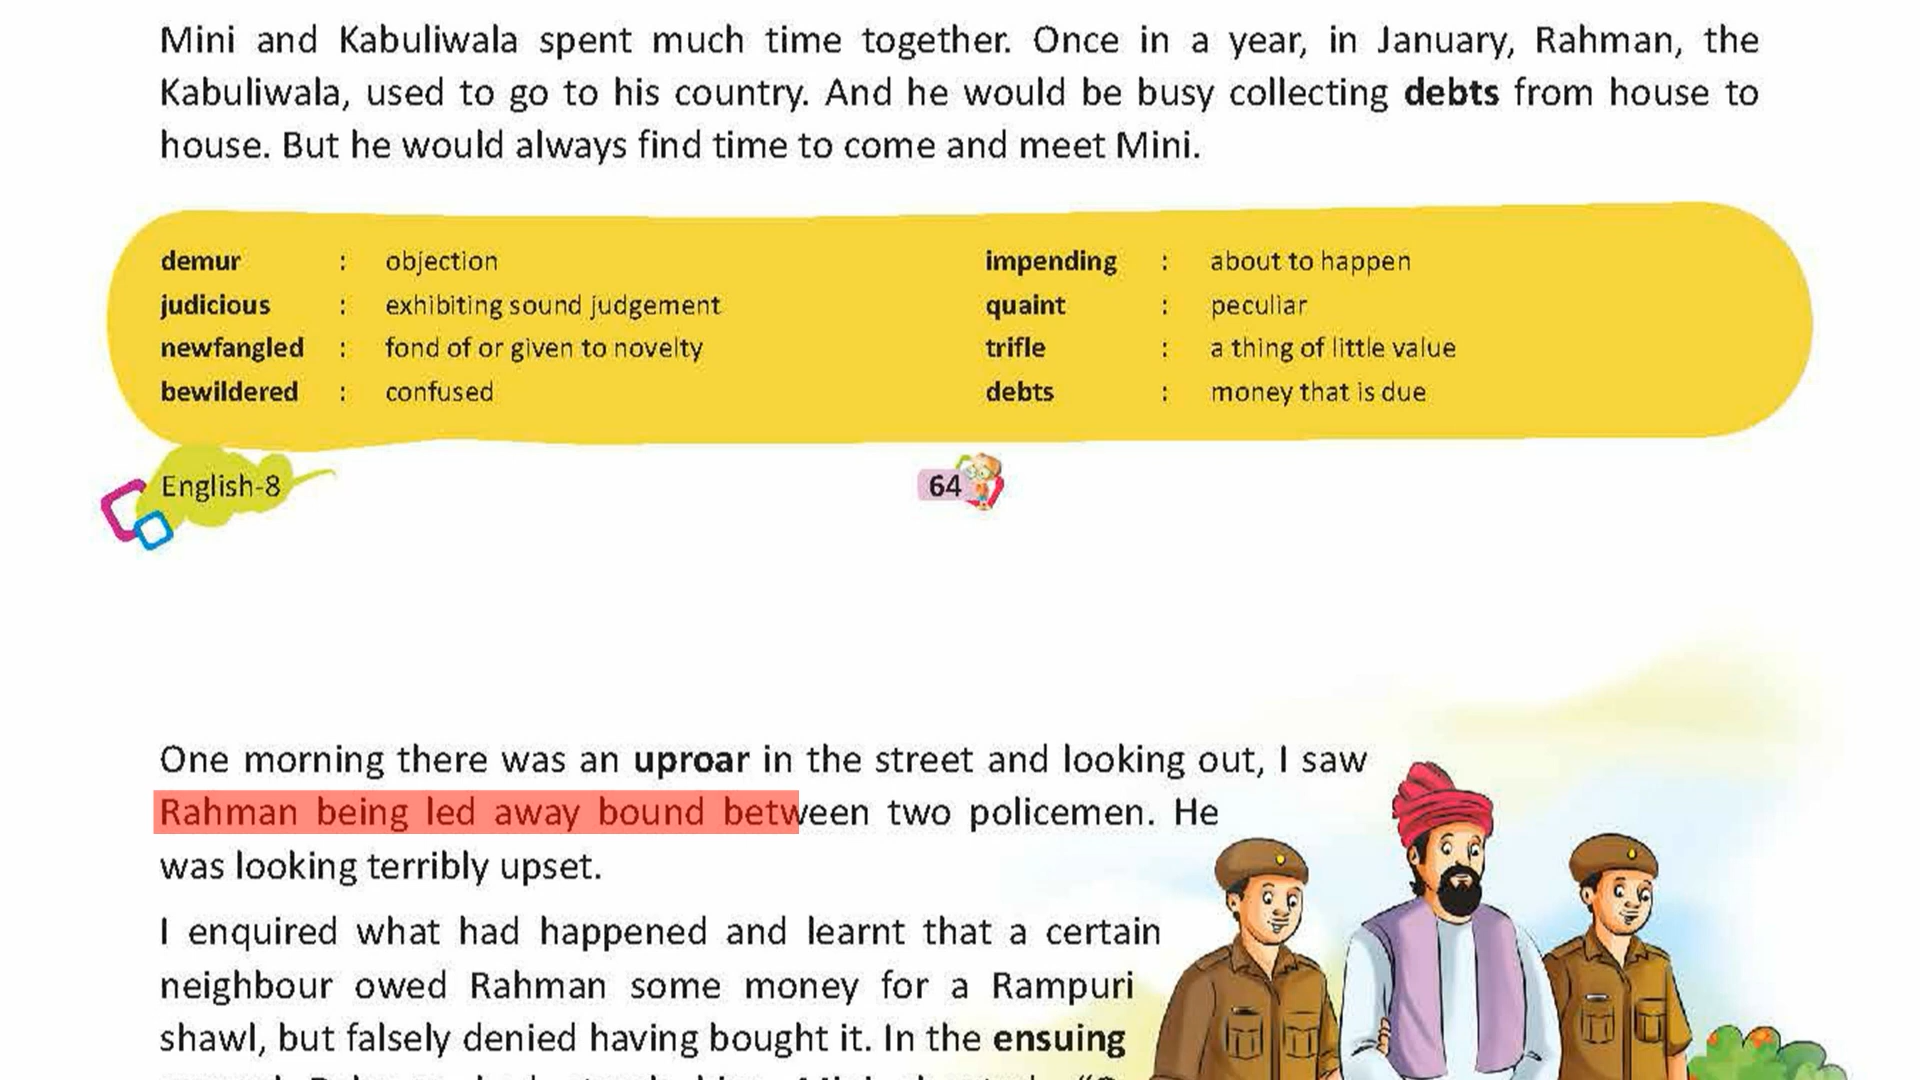 Mini and Kabuliwala spent much time together. Once in a year, in January, Rahman, the
Kabuliwala, used to go to his country. And he would be busy collecting debts from house to
house. But he would always find time to come and meet Mini.
demur : objection
judicious : exhibiting sound judgement
newfangled : fond of or given to novelty
bewildered : confused
impending : about to happen
quaint : peculiar
trifle : a thing of little value
debts : money that is due
English-8
64
One morning there was an uproar in the street and looking out, I saw
Rahman being led away bound between two policemen. He
was looking terribly upset.
I enquired what had happened and learnt that a certain
neighbour owed Rahman some money for a Rampuri
shawl, but falsely denied having bought it. In the ensuing